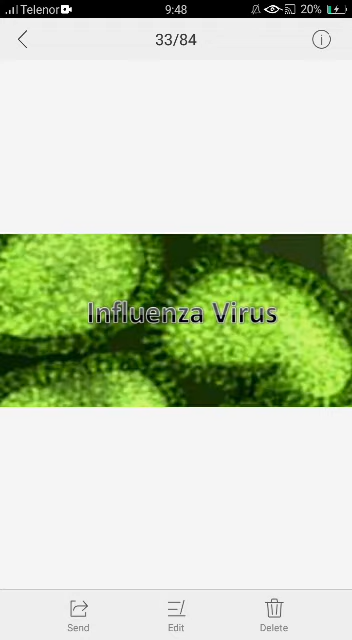 Telenor
9:48
20%
33/84
Influenza Virus
Send
Edit
Delete